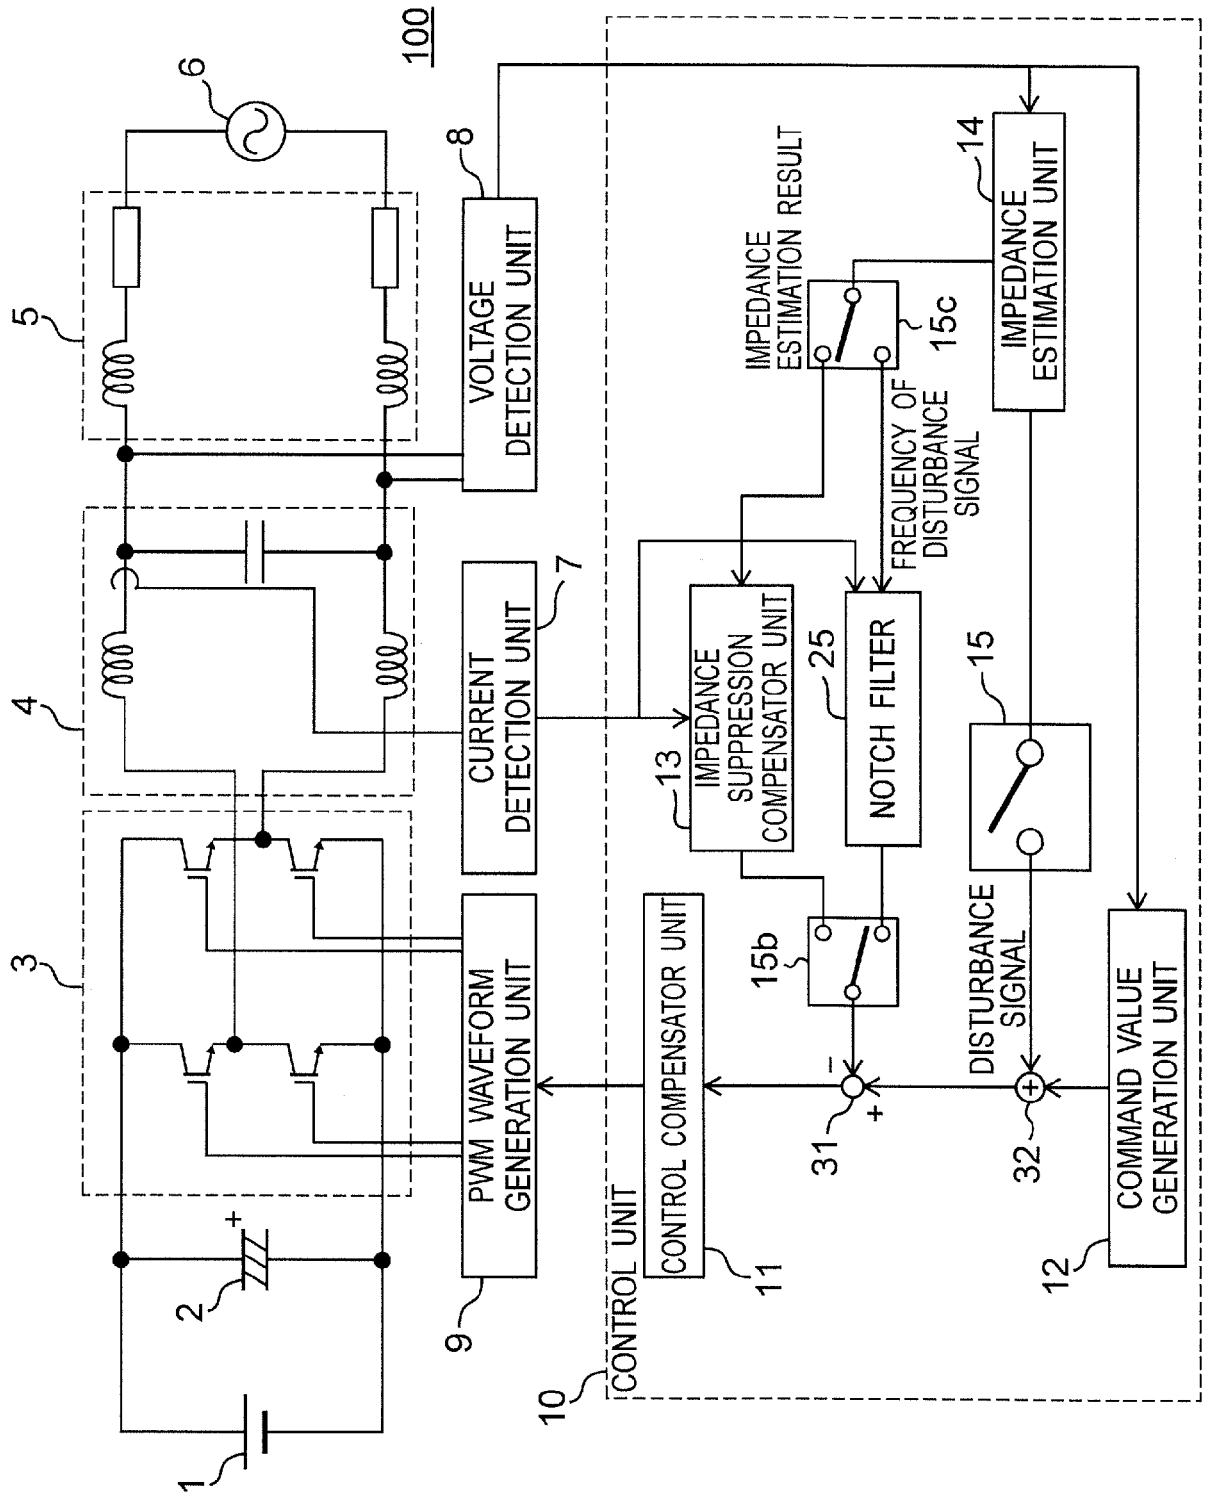 100
1
2
+
3
4
5
6
PWM WAVEFORM
GENERATION UNIT
9
CURRENT
DETECTION UNIT
7
VOLTAGE
DETECTION UNIT
8
10
CONTROL UNIT
CONTROL COMPENSATOR UNIT
11
13
IMPEDANCE
SUPPRESSION
COMPENSATOR UNIT
IMPEDANCE
ESTIMATION RESULT
15b
15c
25
NOTCH FILTER
FREQUENCY OF
DISTURBANCE
SIGNAL
31
−
+
32
+
DISTURBANCE
SIGNAL
15
14
IMPEDANCE
ESTIMATION UNIT
12
COMMAND VALUE
GENERATION UNIT